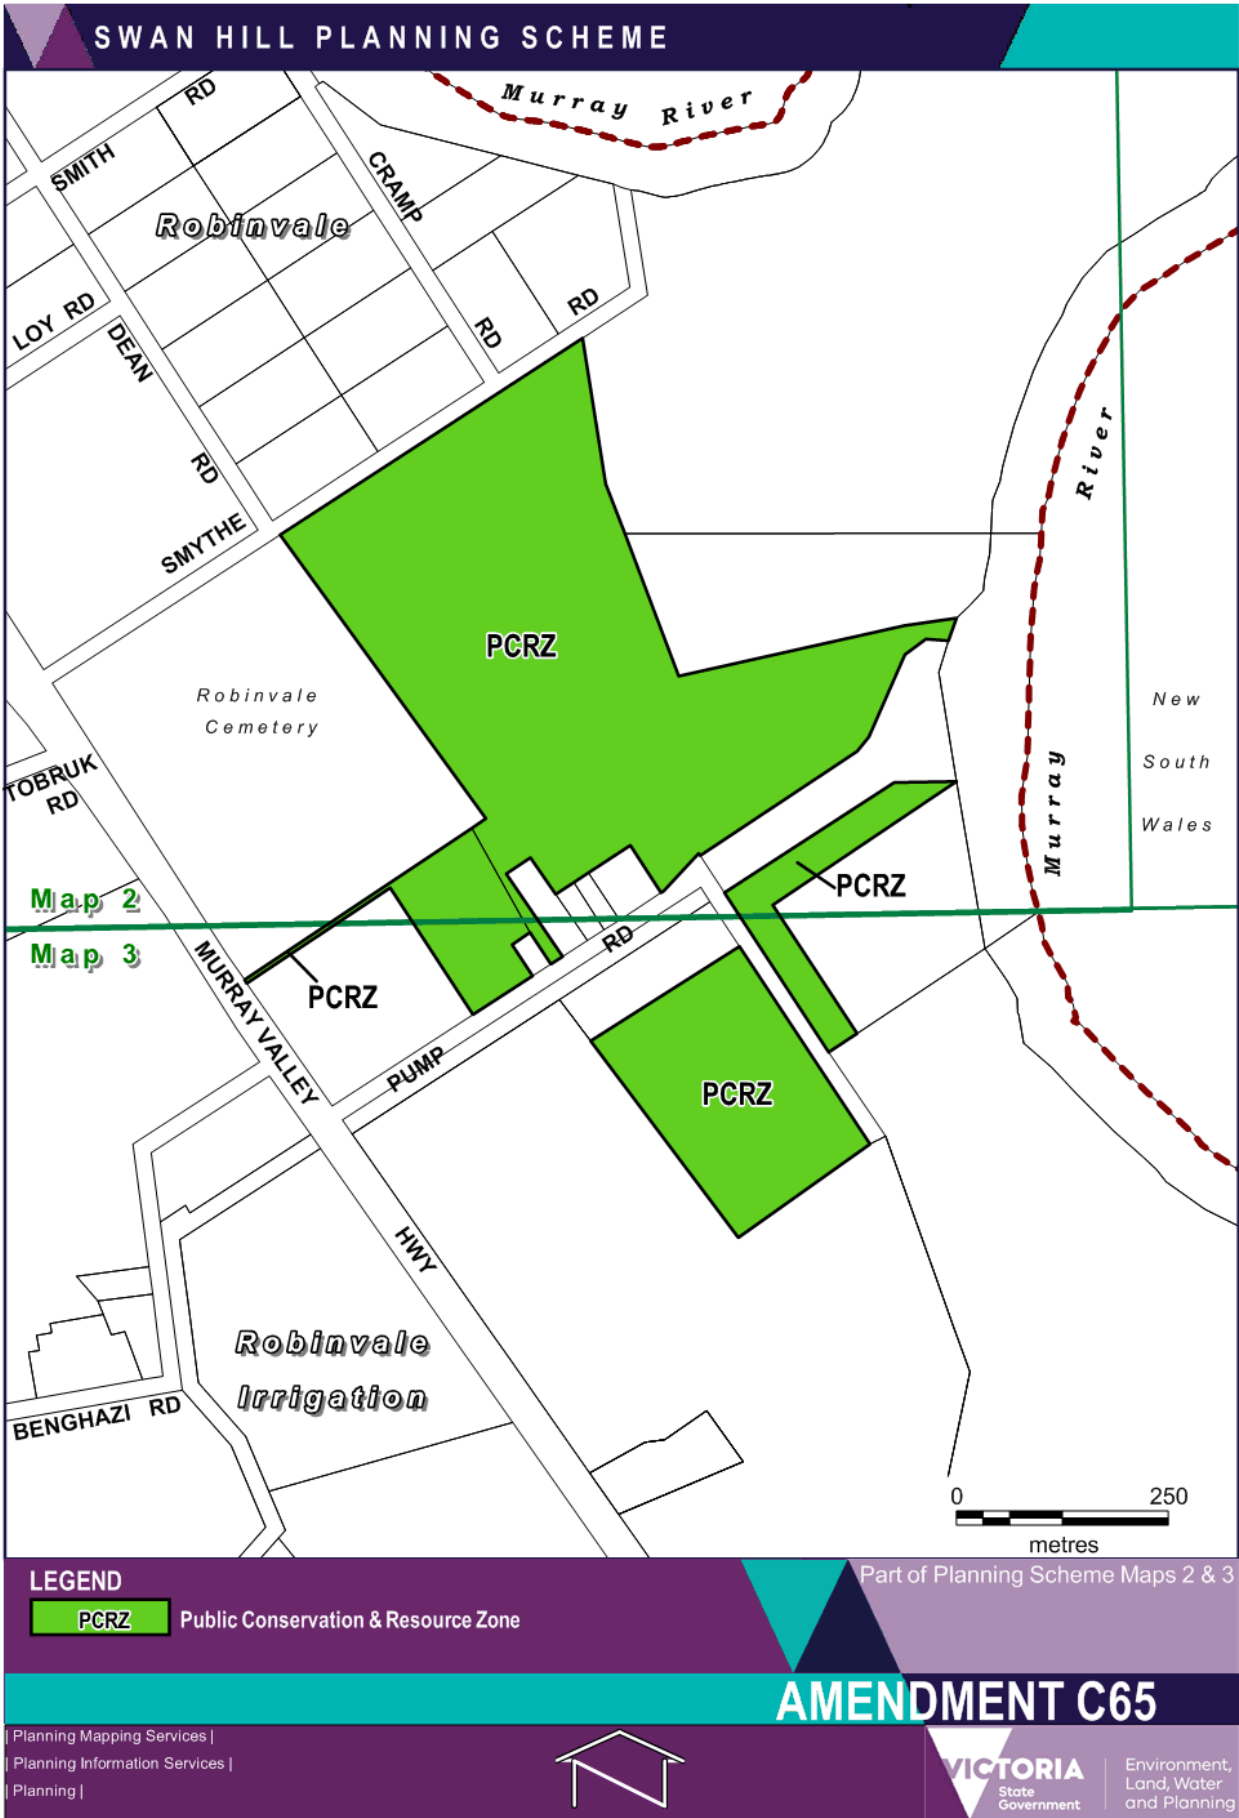 SWAN HILL PLANNING SCHEME
Murray River
RD
SMITH
CRAMP
Robinvale
RD
LOY RD
RD
DEAN
River
RD
SMYTHE
PCRZ
Robinvale
Cemetery
New
South
Wales
Murray
TOBRUK
RD
PCRZ
Map 2
Map 3
RD
MURRAY VALLEY
PCRZ
PUMP
PCRZ
HWY
Robinvale
Irrigation
BENGHAZI RD
0 250
metres
LEGEND
PCRZ Public Conservation & Resource Zone
Part of Planning Scheme Maps 2 & 3
AMENDMENT C65
| Planning Mapping Services |
| Planning Information Services |
| Planning |
VICTORIA
State
Government
Environment,
Land, Water
and Planning